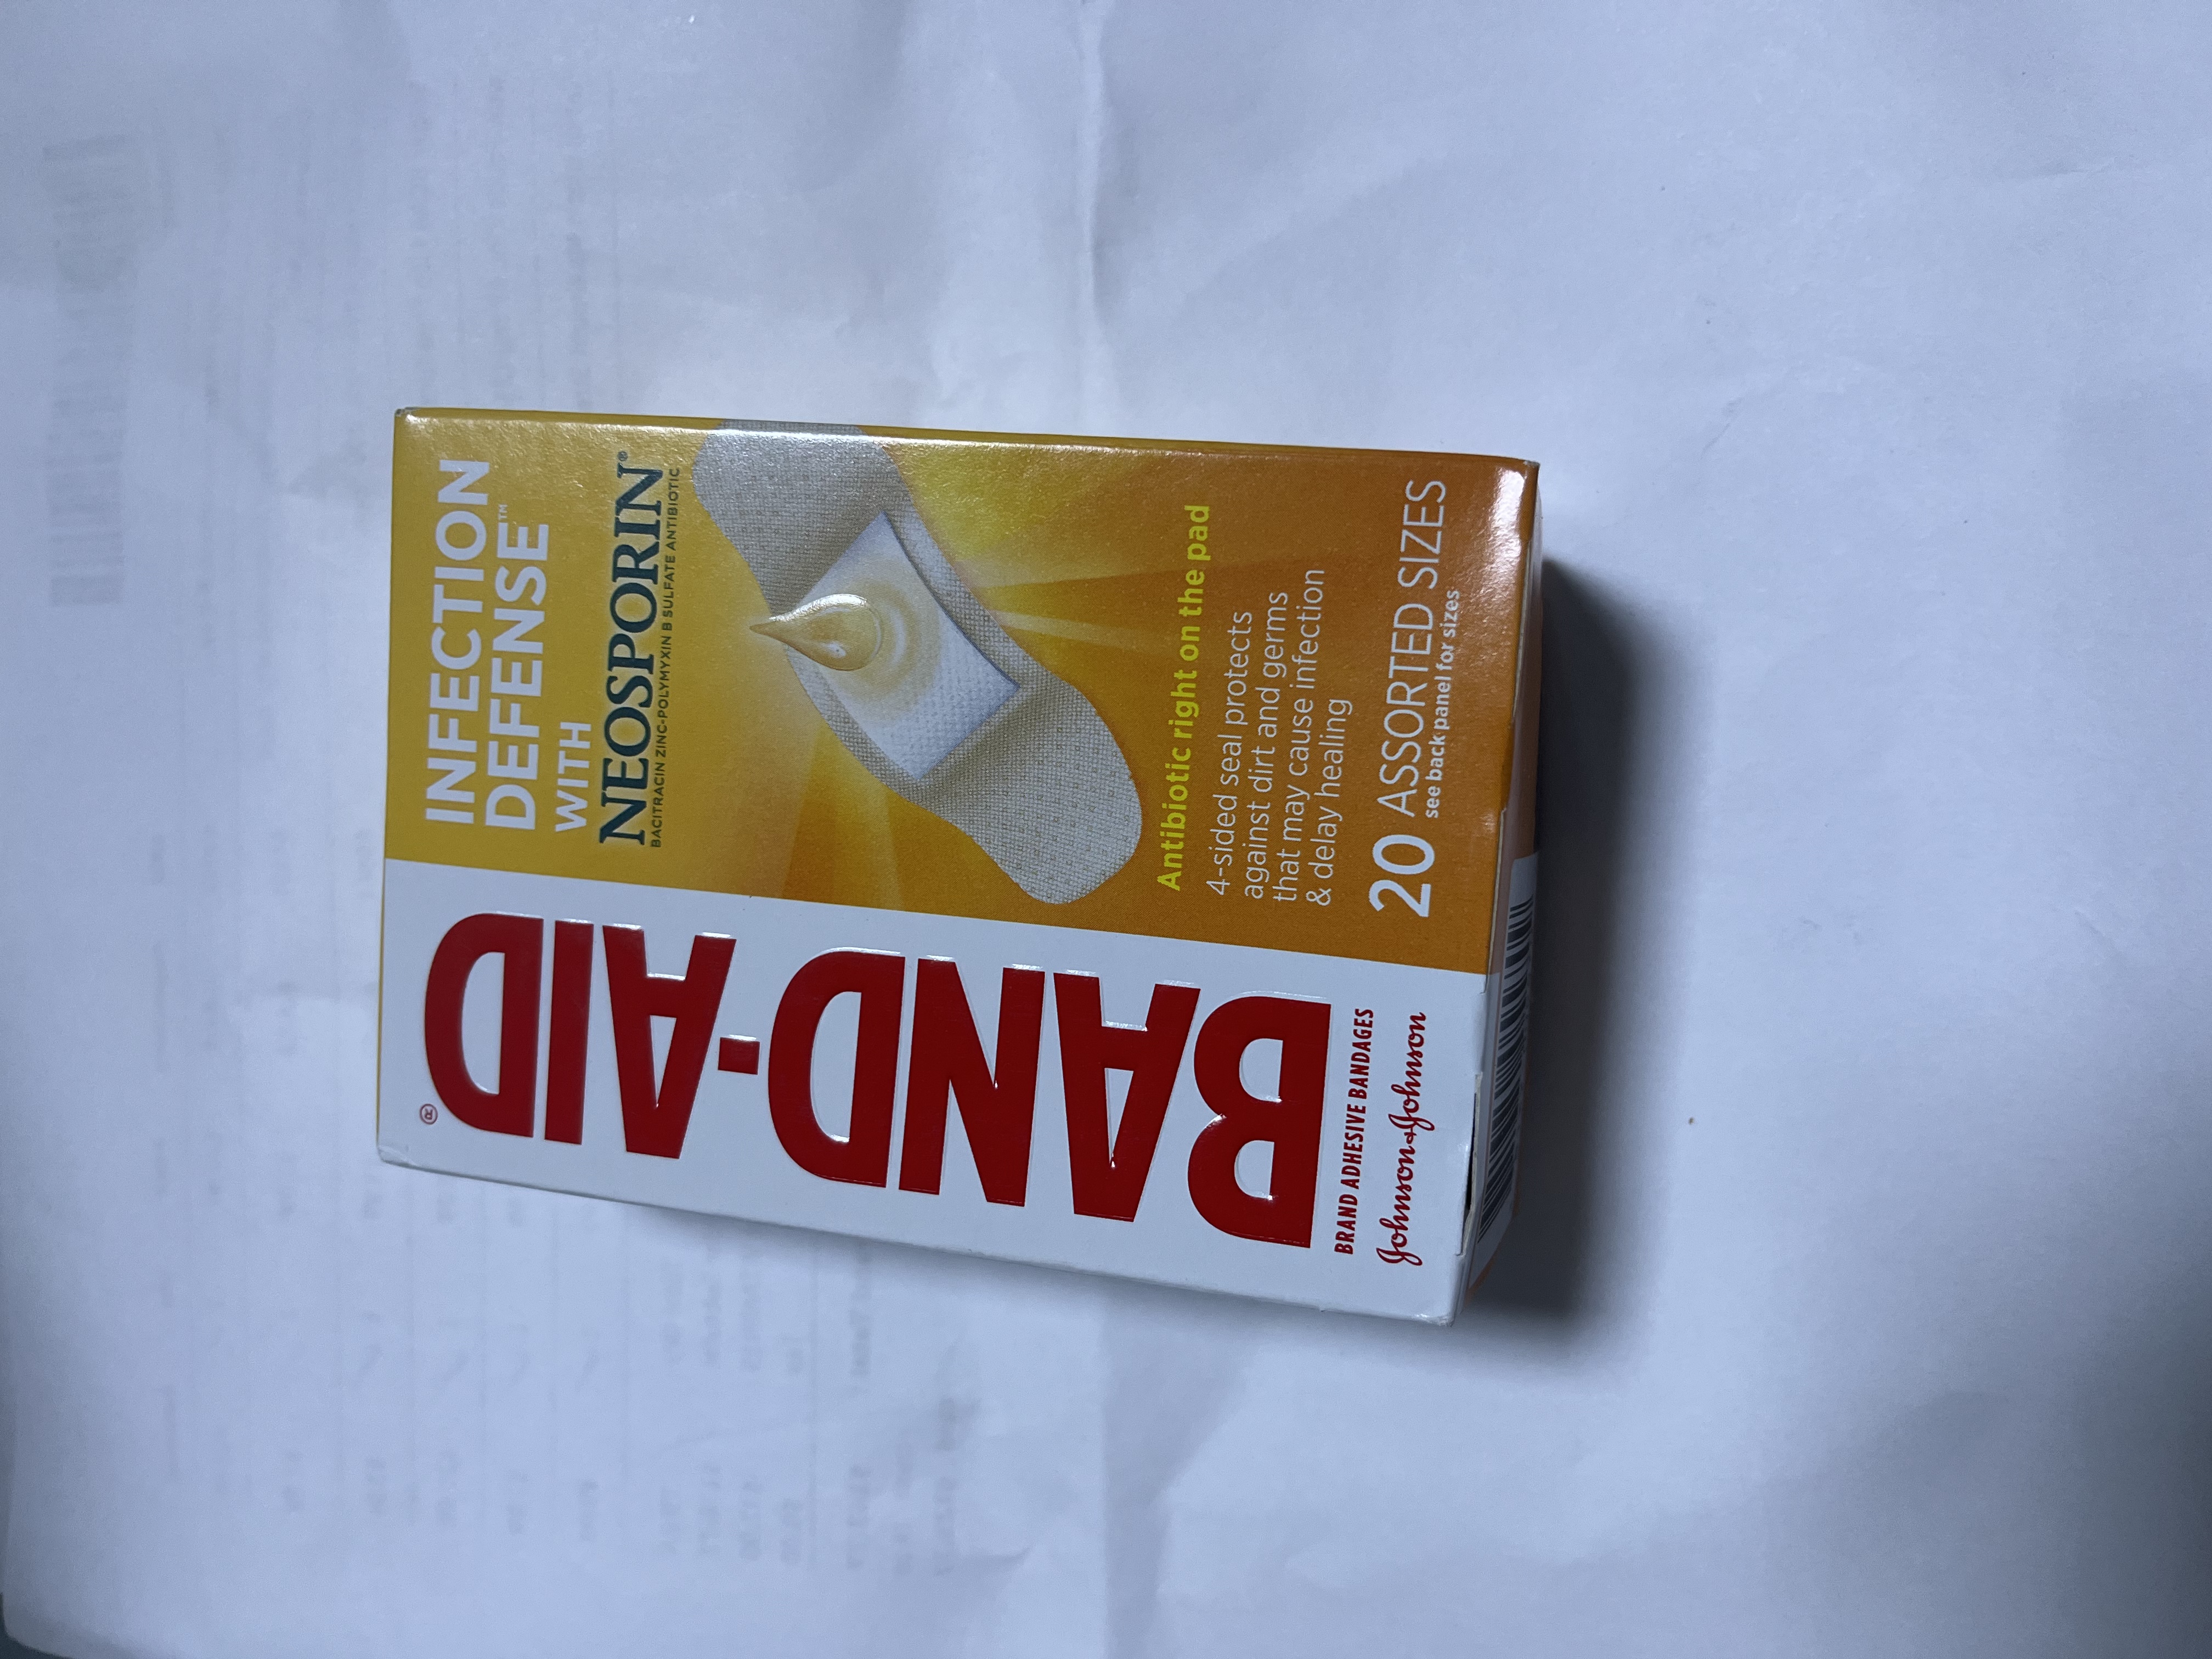 BAND-AID®
BRAND ADHESIVE BANDAGES
Johnson+Johnson
INFECTION
DEFENSE™
WITH
NEOSPORIN®
BACITRACIN ZINC-POLYMYXIN B SULFATE ANTIBIOTIC
Antibiotic right on the pad
4-sided seal protects
against dirt and germs
that may cause infection
& delay healing
20 ASSORTED SIZES
see back panel for sizes